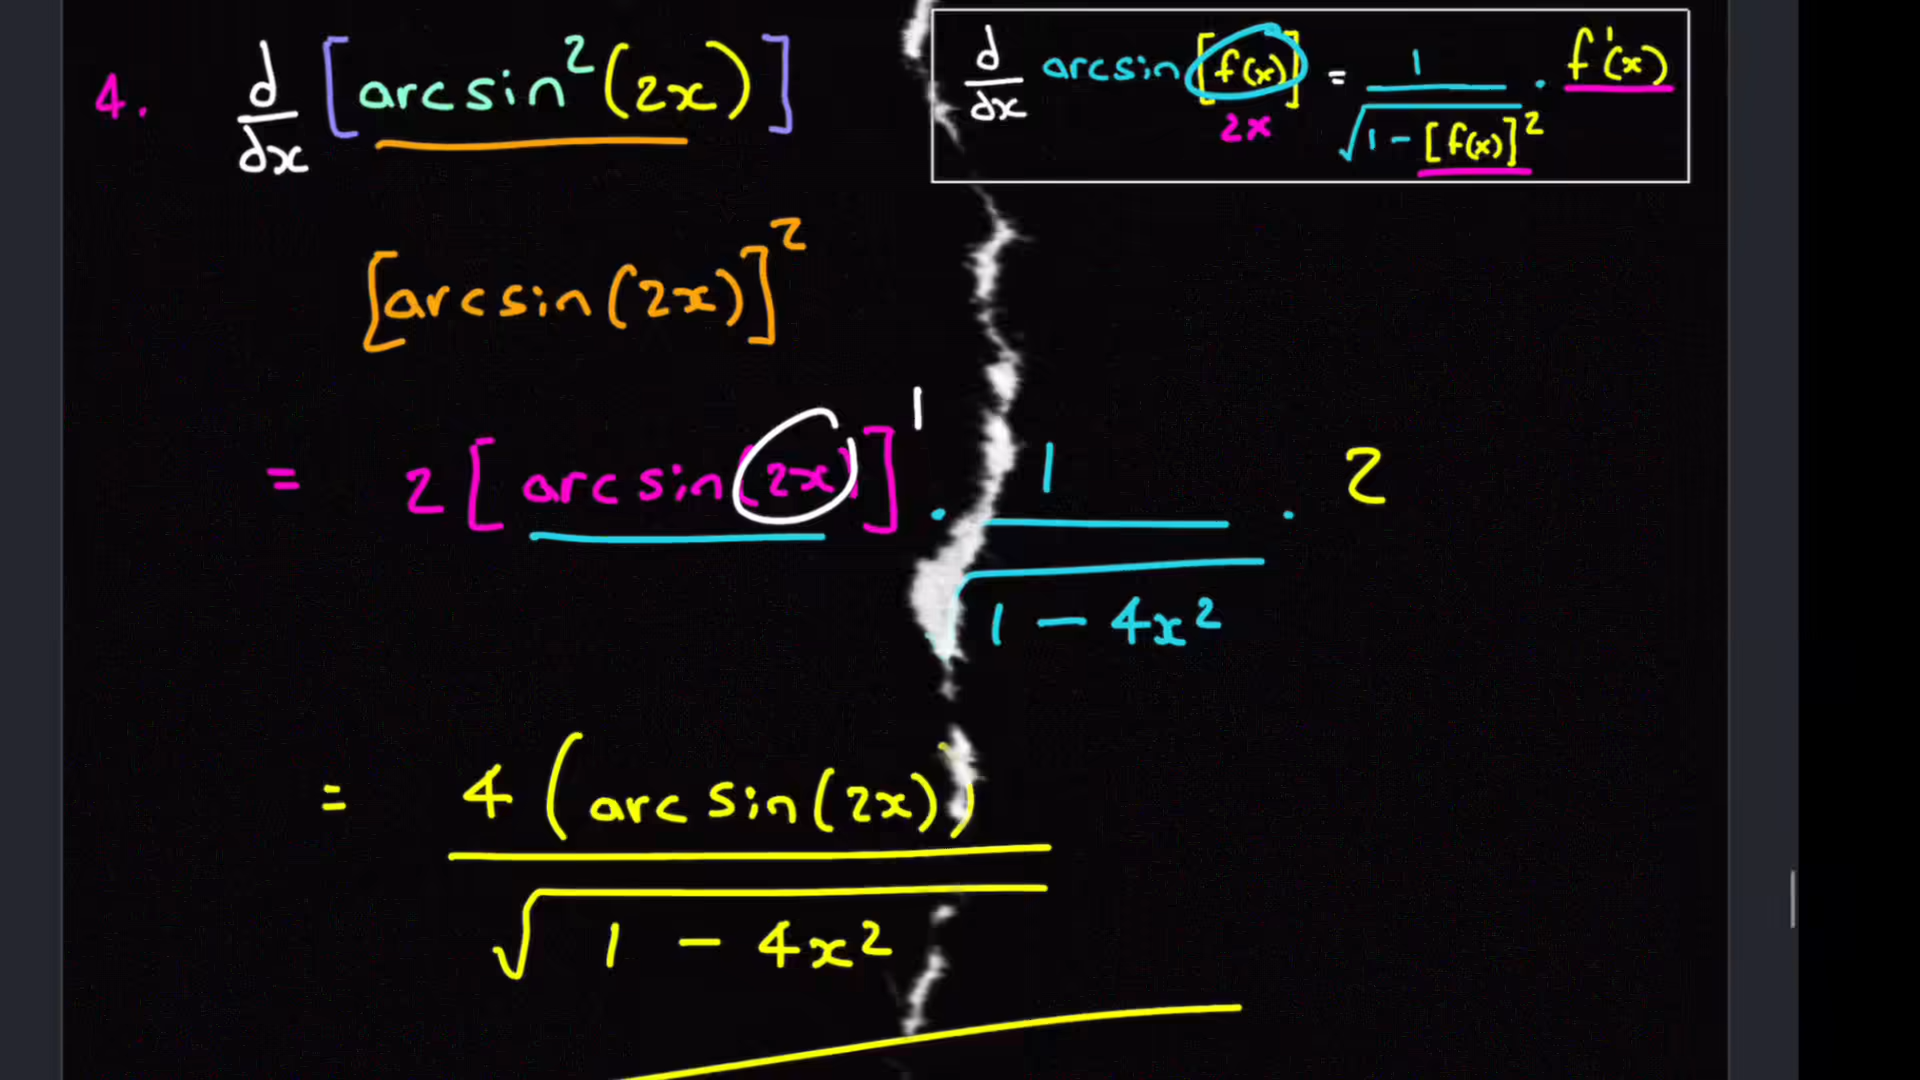 4. d/dx [arcsin²(2x)]
d/dx arcsin[f(x)] = 1/√(1-[f(x)]²) · f'(x)
2x
[arcsin(2x)]²
= 2[arcsin(2x)]¹ · 1/√(1 - 4x²) · 2
= 4(arcsin(2x))/√(1 - 4x²)